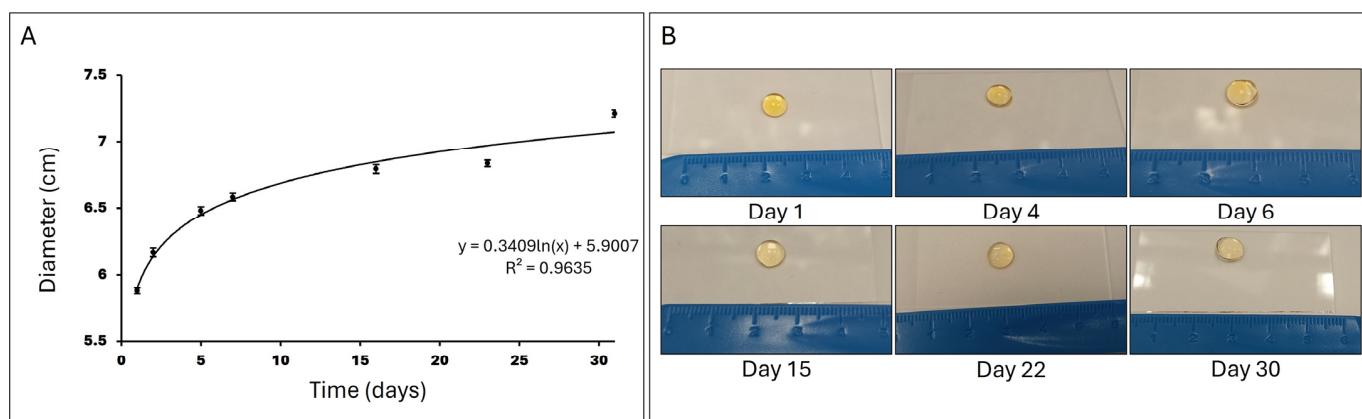 A
7.5
7
6.5
6
5.5
Diameter (cm)
0 5 10 15 20 25 30
Time (days)
y = 0.3409ln(x) + 5.9007
R² = 0.9635
B
Day 1
Day 4
Day 6
Day 15
Day 22
Day 30